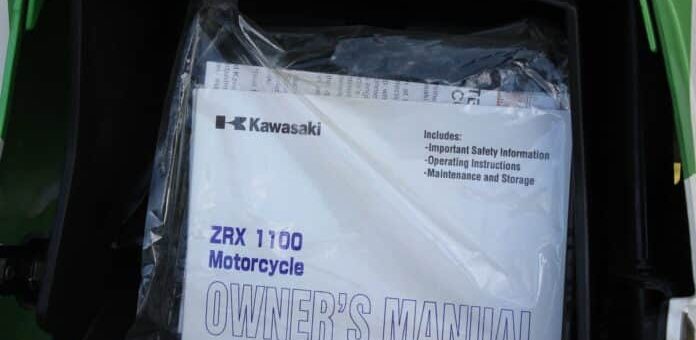 Kawasaki
Includes:
-Important Safety Information
-Operating Instructions
-Maintenance and Storage
ZRX 1100
Motorcycle
OWNER'S MANUAL